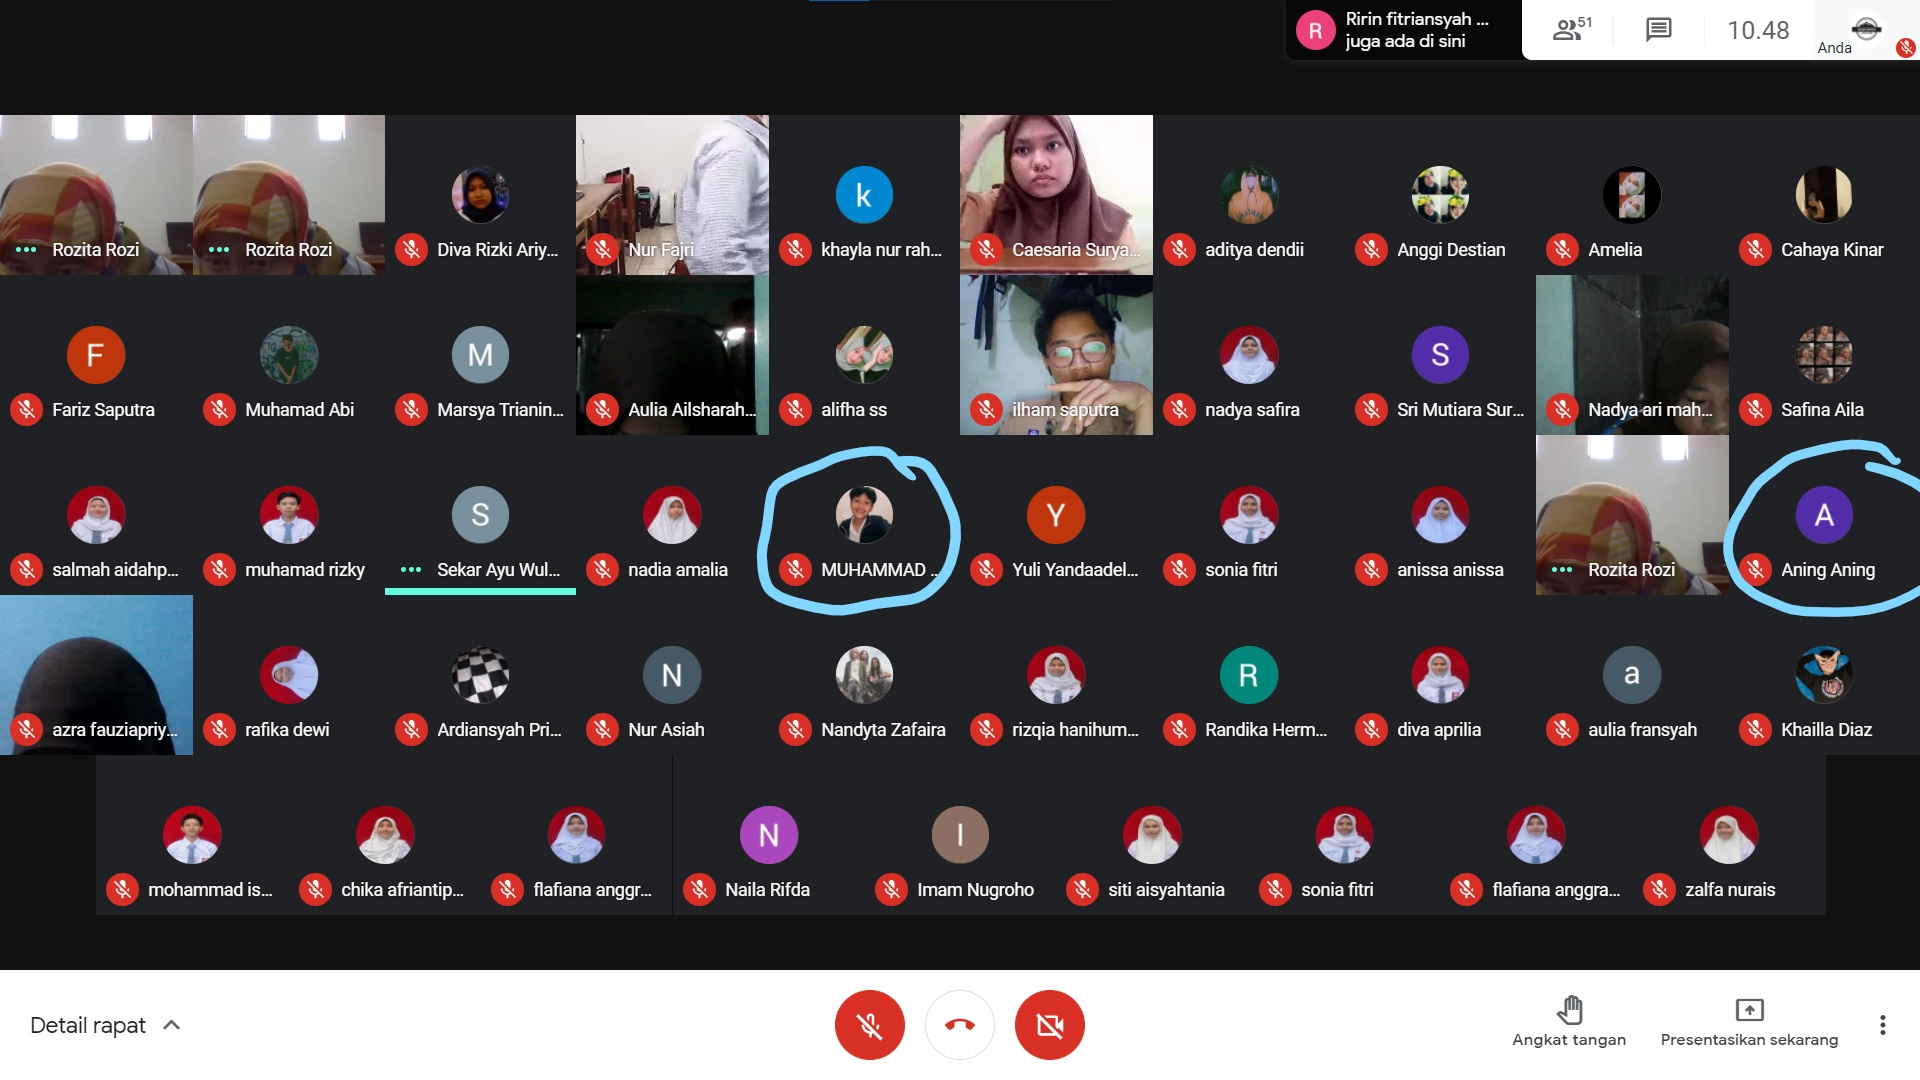 Ririn fitriansyah ...
juga ada di sini
51
10.48
Anda
R
Rozita Rozi
Rozita Rozi
Diva Rizki Ariy...
Nur Fajri
k
khayla nur rah...
Caesaria Surya...
aditya dendii
Anggi Destian
Amelia
Cahaya Kinar
F
Fariz Saputra
Muhamad Abi
M
Marsya Trianin...
Aulia Ailsharah...
alifha ss
ilham saputra
nadya safira
S
Sri Mutiara Sur...
Nadya ari mah...
Safina Aila
salmah aidahp...
muhamad rizky
S
Sekar Ayu Wul...
nadia amalia
MUHAMMAD ...
Y
Yuli Yandaadel...
sonia fitri
anissa anissa
Rozita Rozi
A
Aning Aning
azra fauziapriy...
rafika dewi
Ardiansyah Pri...
N
Nur Asiah
Nandyta Zafaira
rizqia hanihum...
R
Randika Herm...
diva aprilia
a
aulia fransyah
Khailla Diaz
mohammad is...
chika afriantip...
flafiana anggr...
N
Naila Rifda
I
Imam Nugroho
siti aisyahtania
sonia fitri
flafiana anggra...
zalfa nurais
Detail rapat
Angkat tangan
Presentasikan sekarang